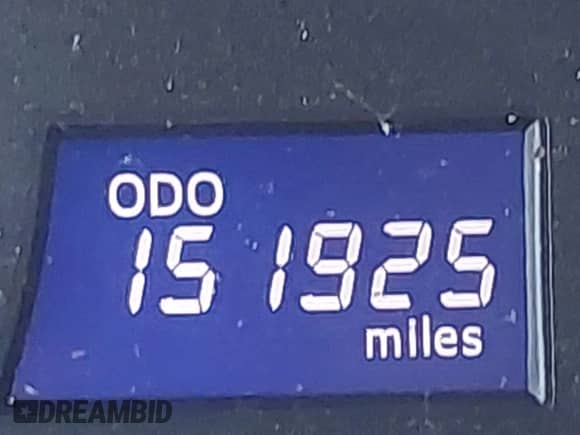 ODO
151925
miles
DREAMBID